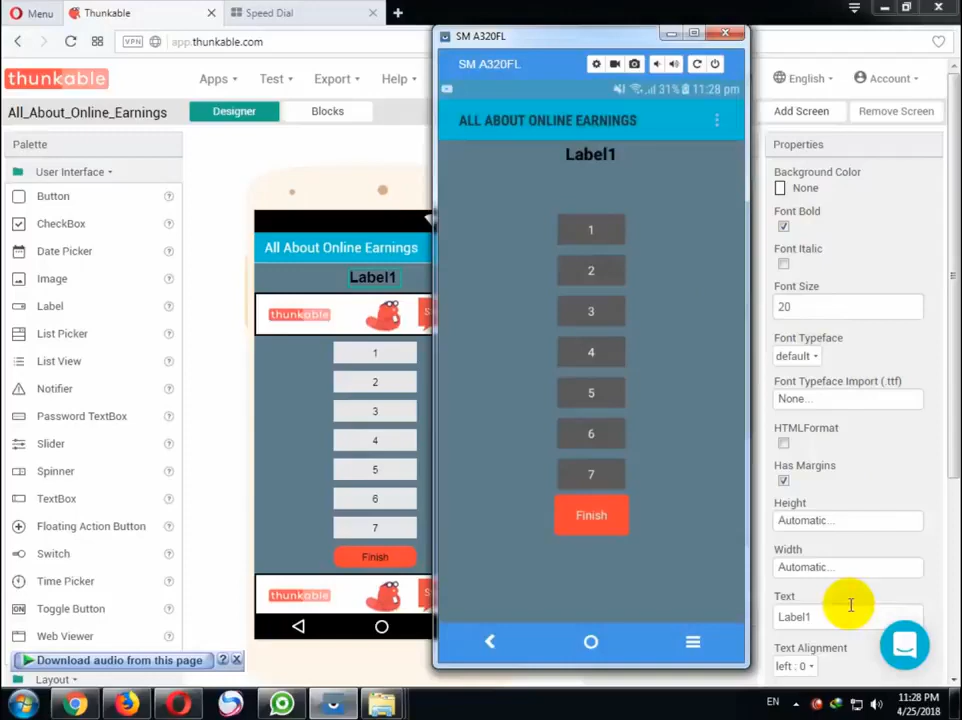 Menu
Thunkable
Speed Dial
VPN
app.thunkable.com
thunkable
Apps
Test
Export
Help
English
Account
All_About_Online_Earnings
Designer
Blocks
Add Screen
Remove Screen
Palette
User Interface
Button
CheckBox
Date Picker
Image
Label
List Picker
List View
Notifier
Password TextBox
Slider
Spinner
TextBox
Floating Action Button
Switch
Time Picker
Toggle Button
ON
Web Viewer
Download audio from this page
?
X
Layout
All About Online Earnings
Label1
thunkable
1
2
3
4
5
6
7
Finish
thunkable
SM A320FL
SM A320FL
31% 11:28 pm
ALL ABOUT ONLINE EARNINGS
Label1
1
2
3
4
5
6
7
Finish
Properties
Background Color
None
Font Bold
Font Italic
Font Size
20
Font Typeface
default
Font Typeface Import (.ttf)
None...
HTMLFormat
Has Margins
Height
Automatic...
Width
Automatic...
Text
Label1
Text Alignment
left : 0
EN
11:28 PM
4/25/2018